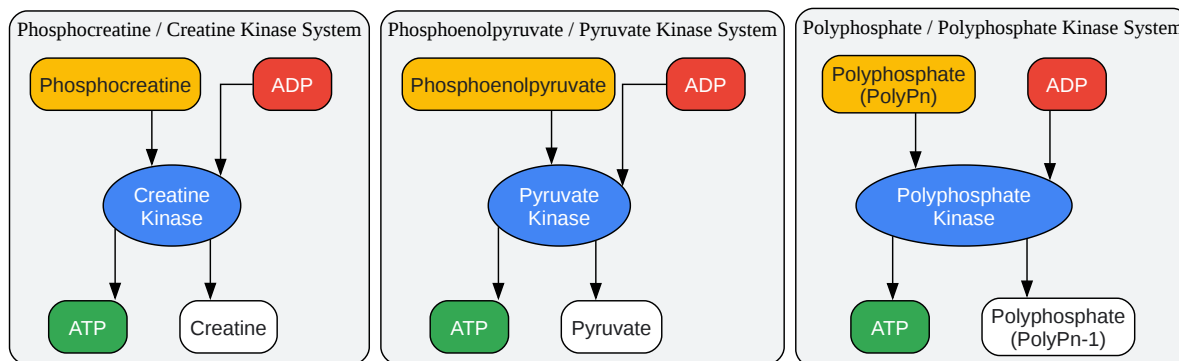 Phosphocreatine / Creatine Kinase System
Phosphocreatine
ADP
Creatine
Kinase
ATP
Creatine
Phosphoenolpyruvate / Pyruvate Kinase System
Phosphoenolpyruvate
ADP
Pyruvate
Kinase
ATP
Pyruvate
Polyphosphate / Polyphosphate Kinase System
Polyphosphate
(PolyPn)
ADP
Polyphosphate
Kinase
ATP
Polyphosphate
(PolyPn-1)